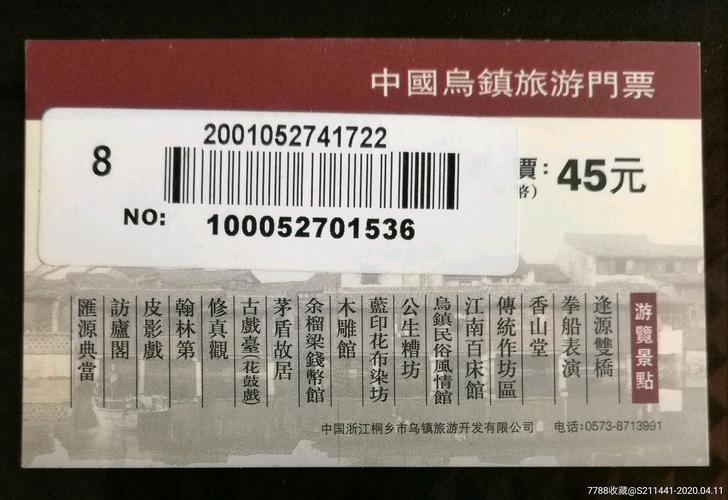 中國烏鎮旅游門票
2001052741722
8
NO: 100052701536
價: 45元
幣)
游覽景點
逢源雙橋
拳船表演
香山堂
傳統作坊區
江南百床館
烏鎮民俗風情館
公生糟坊
藍印花布染坊
木雕館
余榴梁錢幣館
茅盾故居
古戲臺(花鼓戲)
修真觀
翰林第
皮影戲
訪廬閣
匯源典當
中国浙江桐乡市乌镇旅游开发有限公司 电话:0573-8713991
7788收藏@S211441-2020.04.11